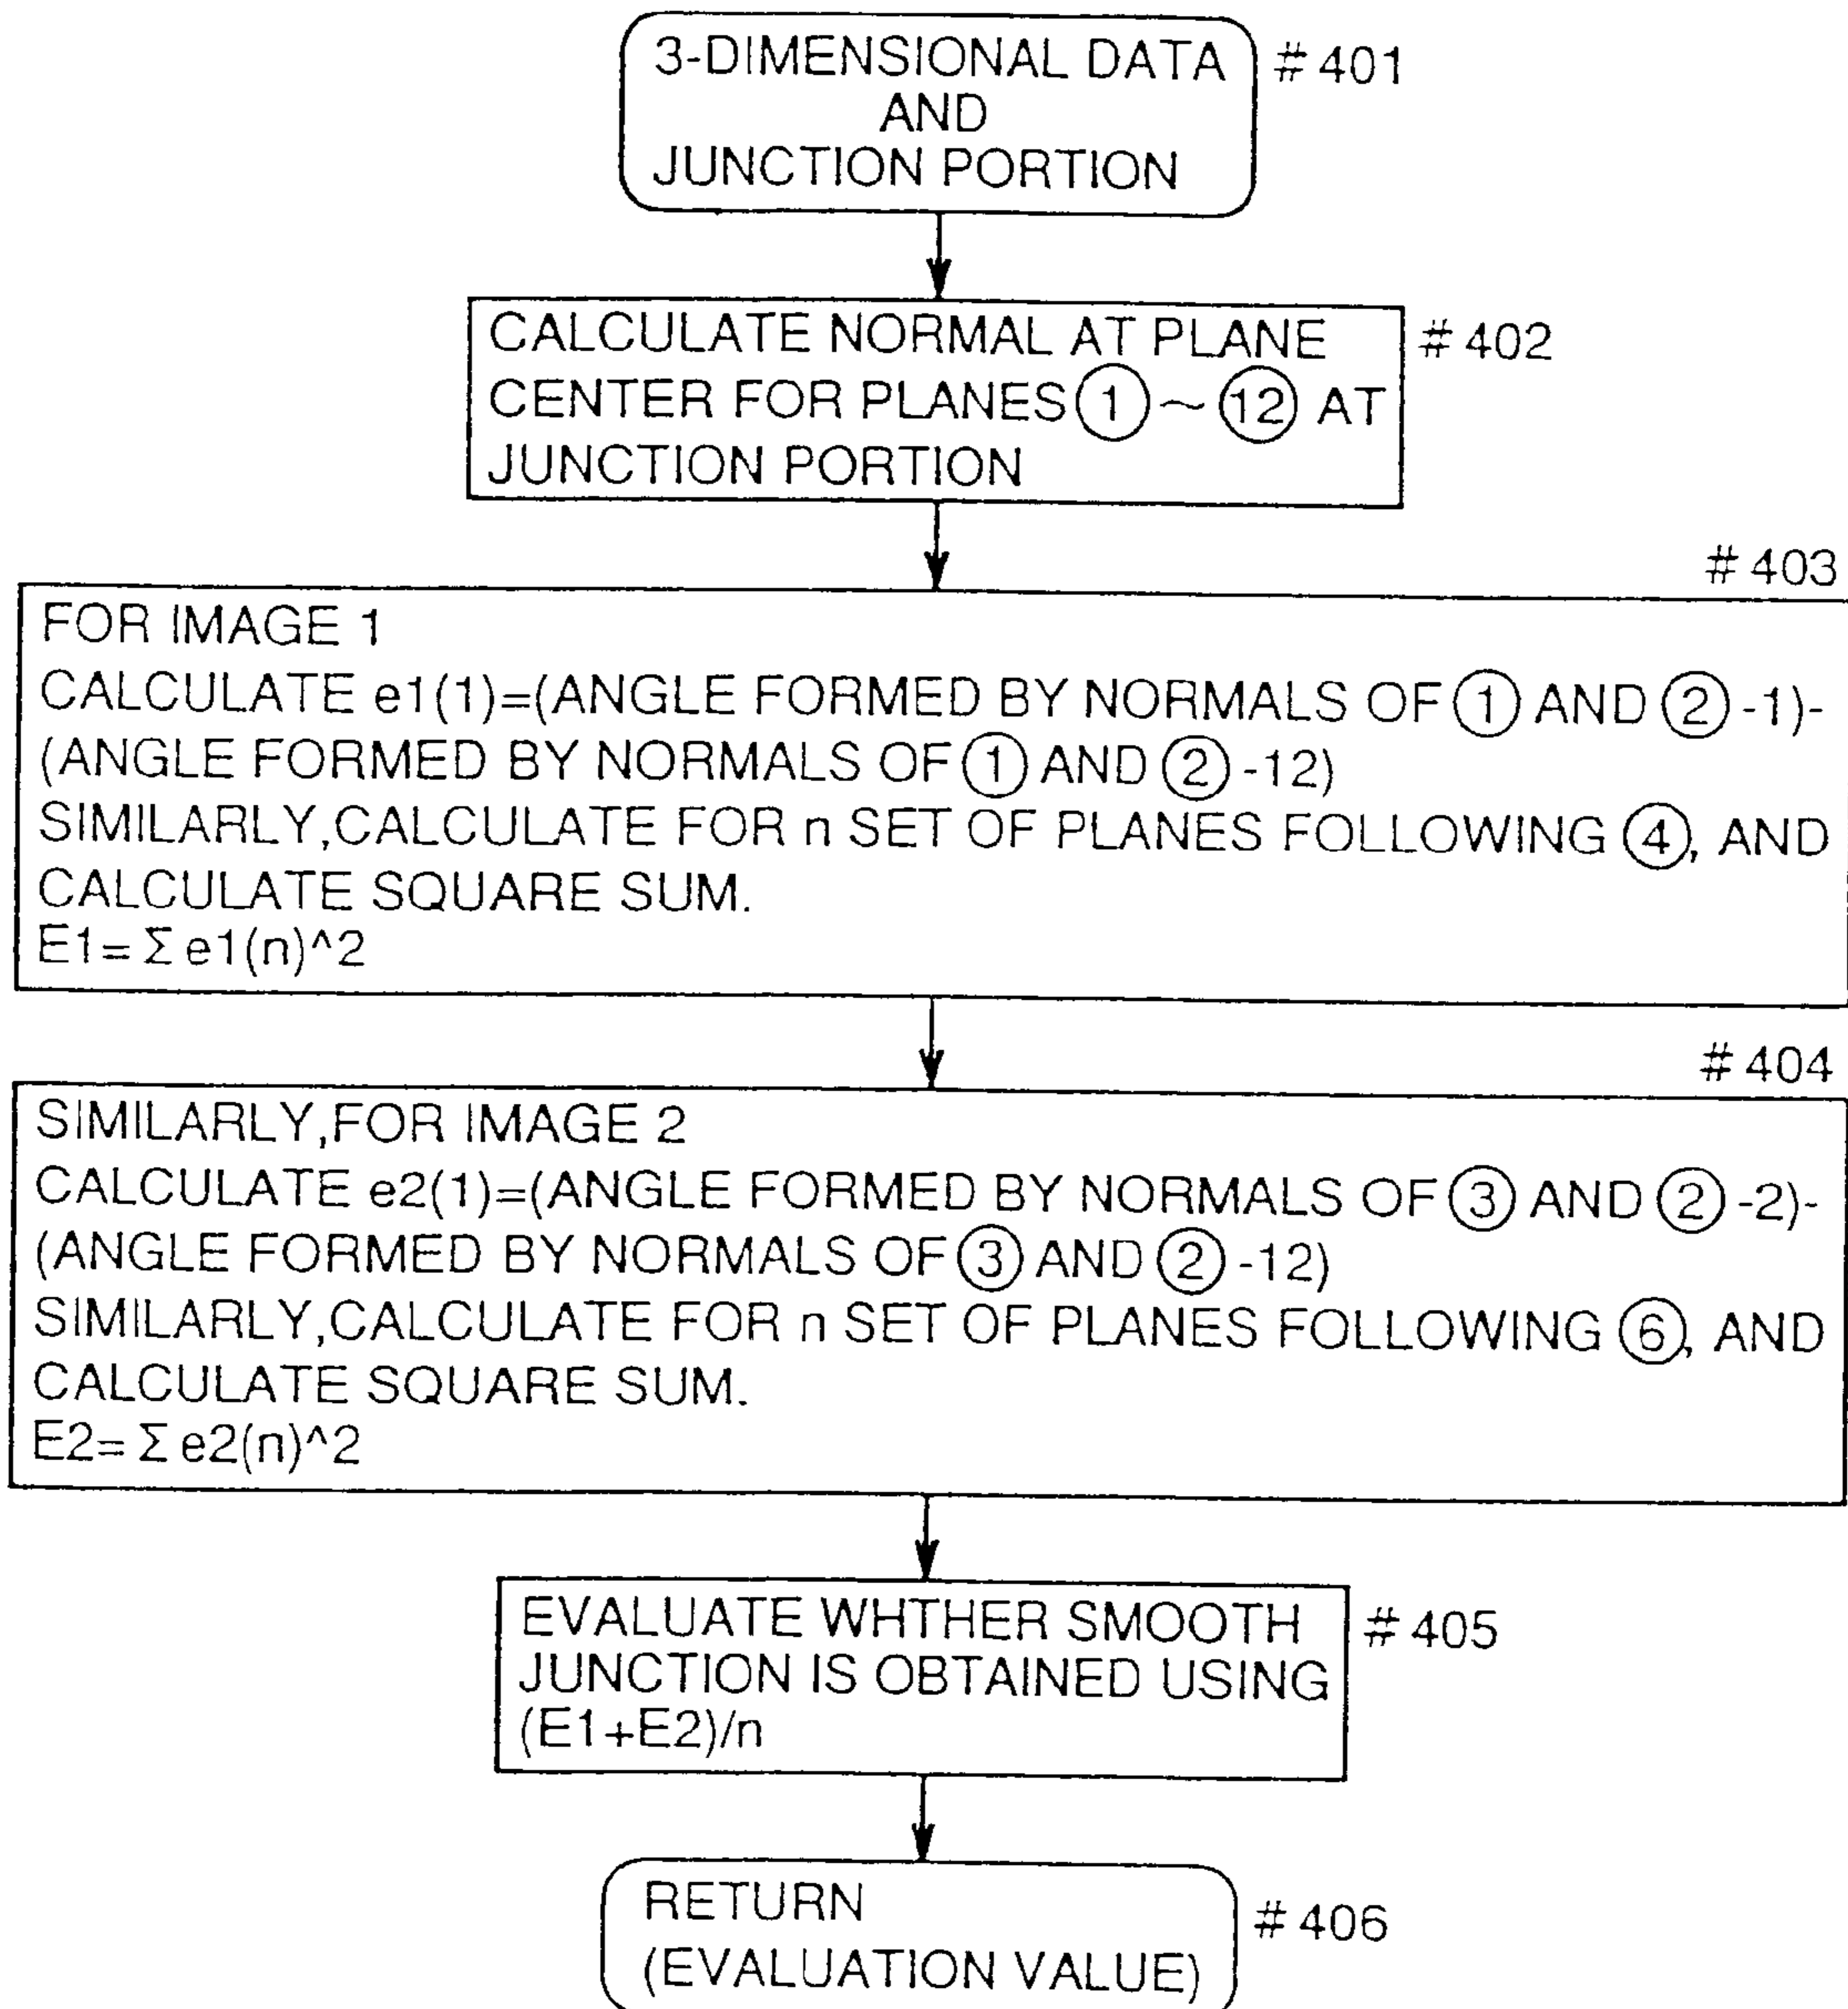 3-DIMENSIONAL DATA
AND
JUNCTION PORTION
# 401
CALCULATE NORMAL AT PLANE
CENTER FOR PLANES ① ~ ⑫ AT
JUNCTION PORTION
# 402
# 403
FOR IMAGE 1
CALCULATE e1(1)=(ANGLE FORMED BY NORMALS OF ① AND ② -1)-
(ANGLE FORMED BY NORMALS OF ① AND ② -12)
SIMILARLY,CALCULATE FOR n SET OF PLANES FOLLOWING ④, AND
CALCULATE SQUARE SUM.
E1=Σ e1(n)^2
# 404
SIMILARLY,FOR IMAGE 2
CALCULATE e2(1)=(ANGLE FORMED BY NORMALS OF ③ AND ② -2)-
(ANGLE FORMED BY NORMALS OF ③ AND ② -12)
SIMILARLY,CALCULATE FOR n SET OF PLANES FOLLOWING ⑥, AND
CALCULATE SQUARE SUM.
E2=Σ e2(n)^2
EVALUATE WHTHER SMOOTH
JUNCTION IS OBTAINED USING
(E1+E2)/n
# 405
RETURN
(EVALUATION VALUE)
# 406